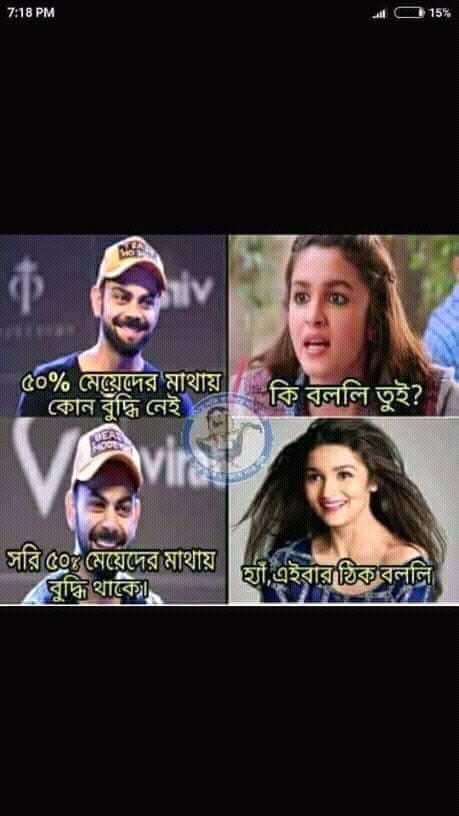 7:18 PM
15%
৫০% মেয়েদের মাথায়
কোন বুদ্ধি নেই
কি বললি তুই?
সরি ৫০% মেয়েদের মাথায়
বুদ্ধি থাকে।
হ্যাঁ,এইবার ঠিক বললি